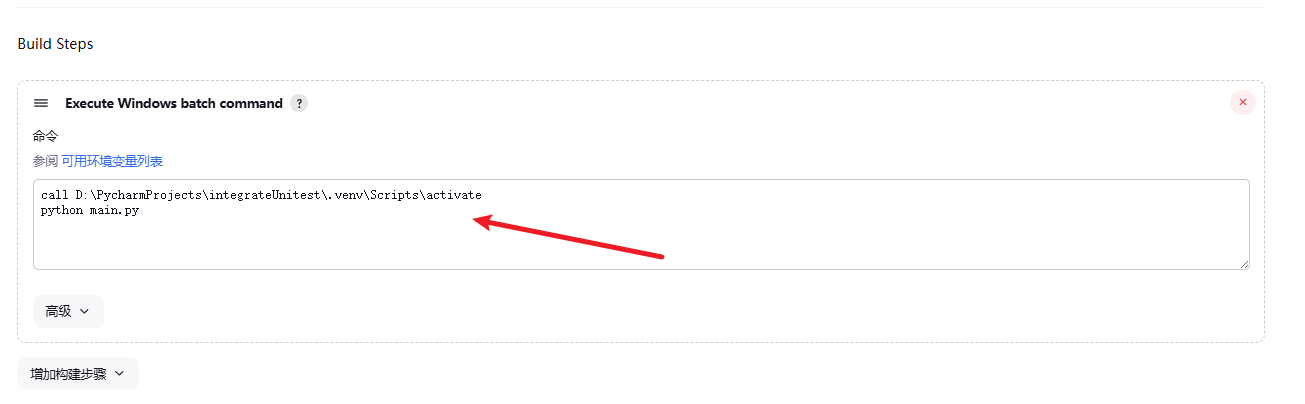 Build Steps
Execute Windows batch command ?
命令
参阅 可用环境变量列表
call D:\PycharmProjects\integrateUnitest\.venv\Scripts\activate
python main.py
高级
增加构建步骤